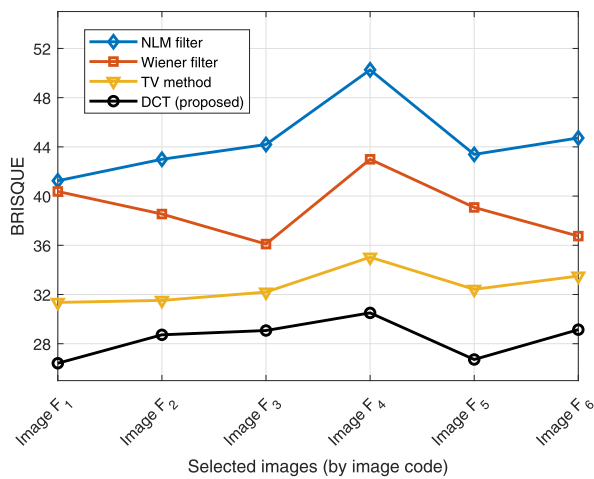 NLM filter
Wiener filter
TV method
DCT (proposed)
52
48
44
40
36
32
28
BRISQUE
Image F 1
Image F 2
Image F 3
Image F 4
Image F 5
Image F 6
Selected images (by image code)